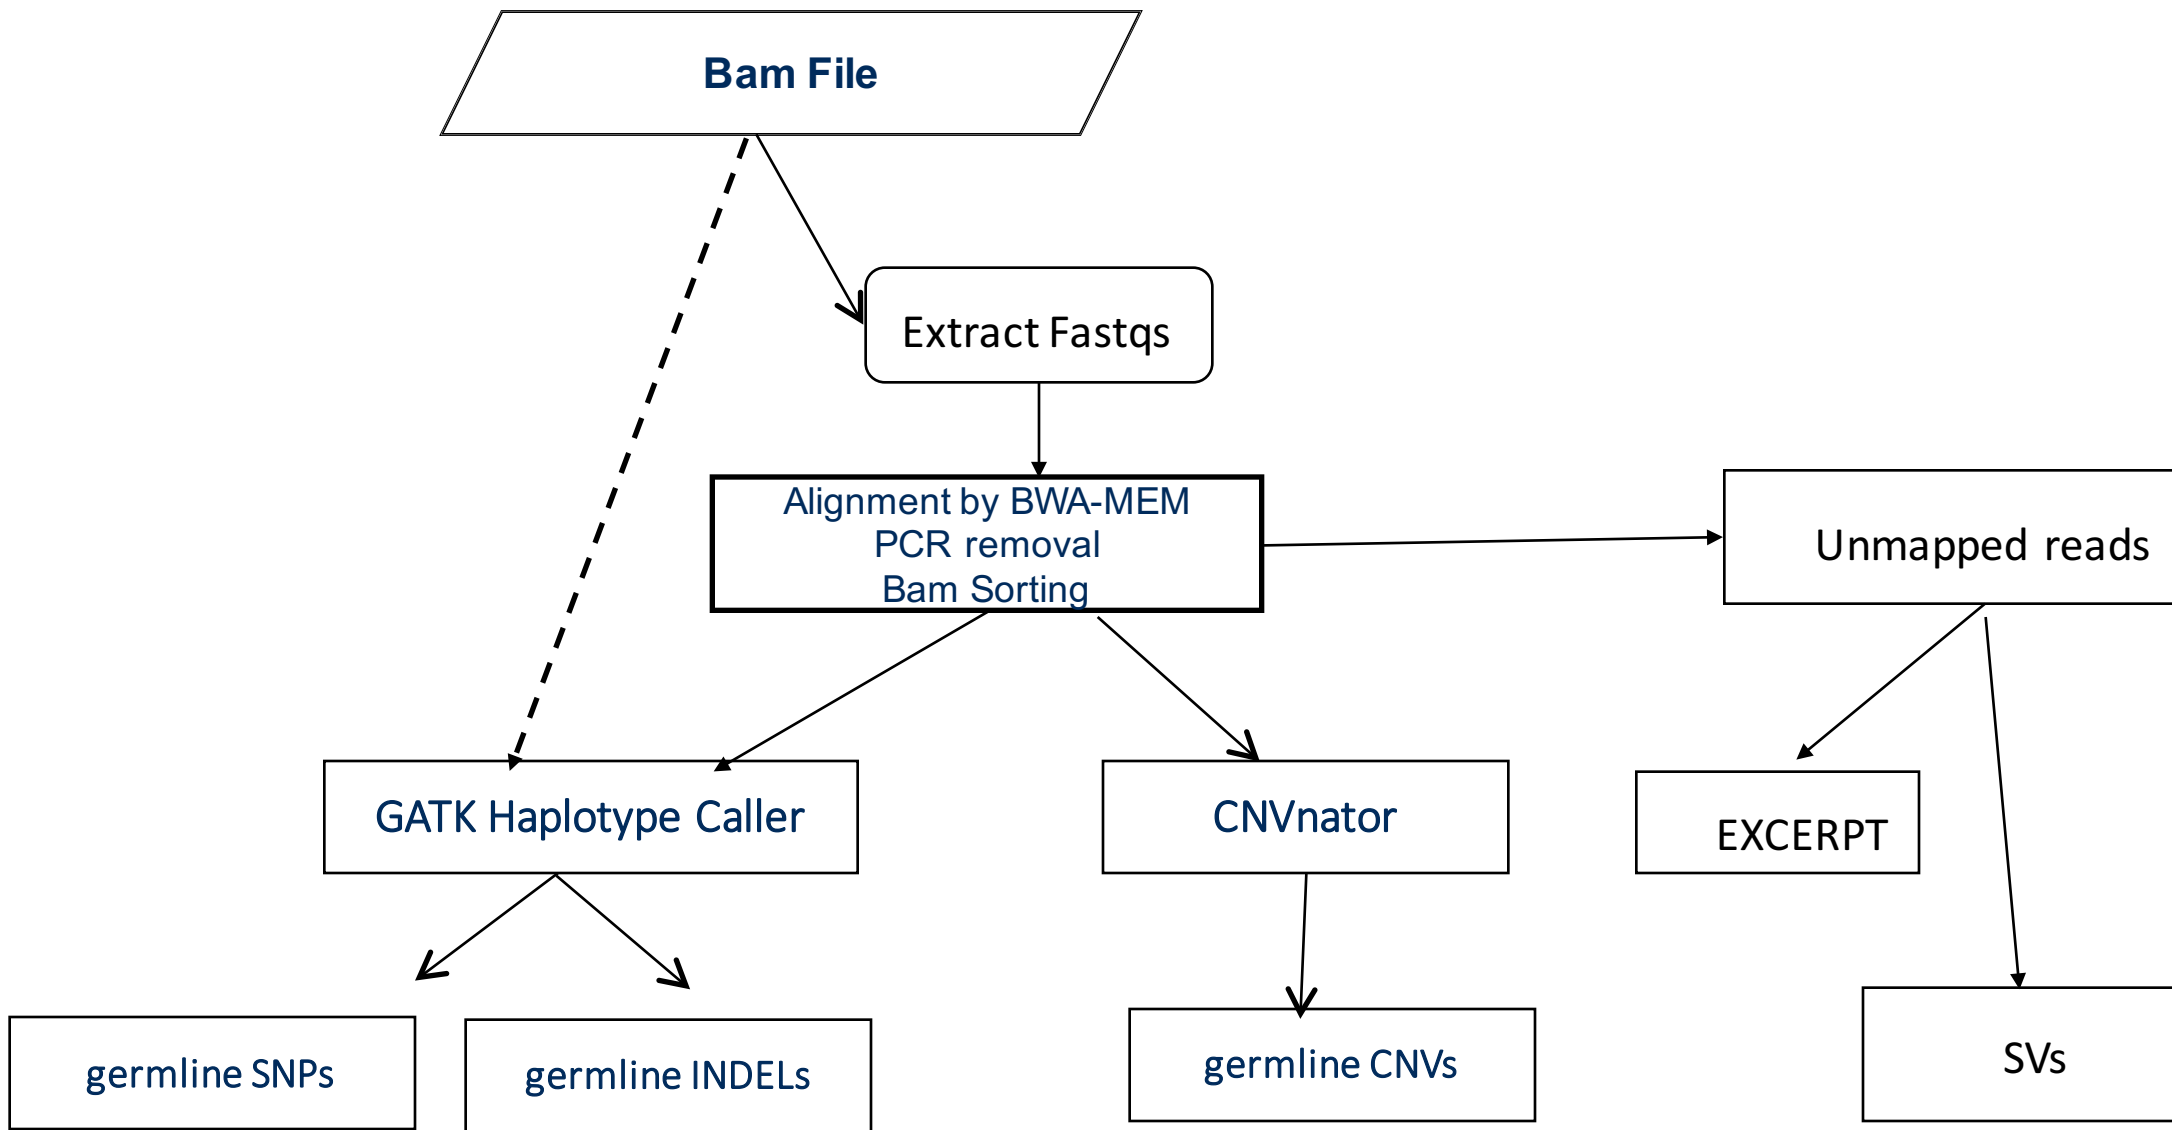 Bam File
Extract Fastqs
Alignment by BWA-MEM
PCR removal
Bam Sorting
Unmapped reads
GATK Haplotype Caller
CNVnator
EXCERPT
germline SNPs
germline INDELs
germline CNVs
SVs